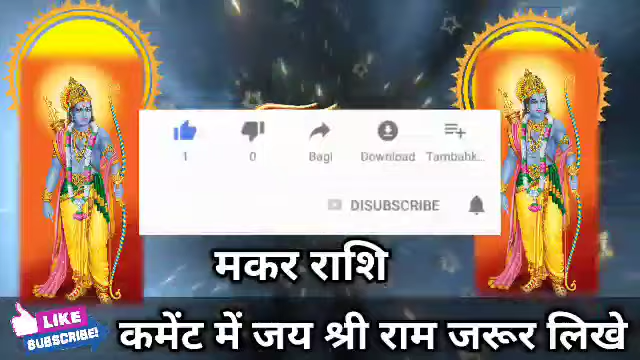 1 0 Bagi Download Tambahk...
DISUBSCRIBE
मकर राशि
LIKE
SUBSCRIBE!
कमेंट में जय श्री राम जरूर लिखे